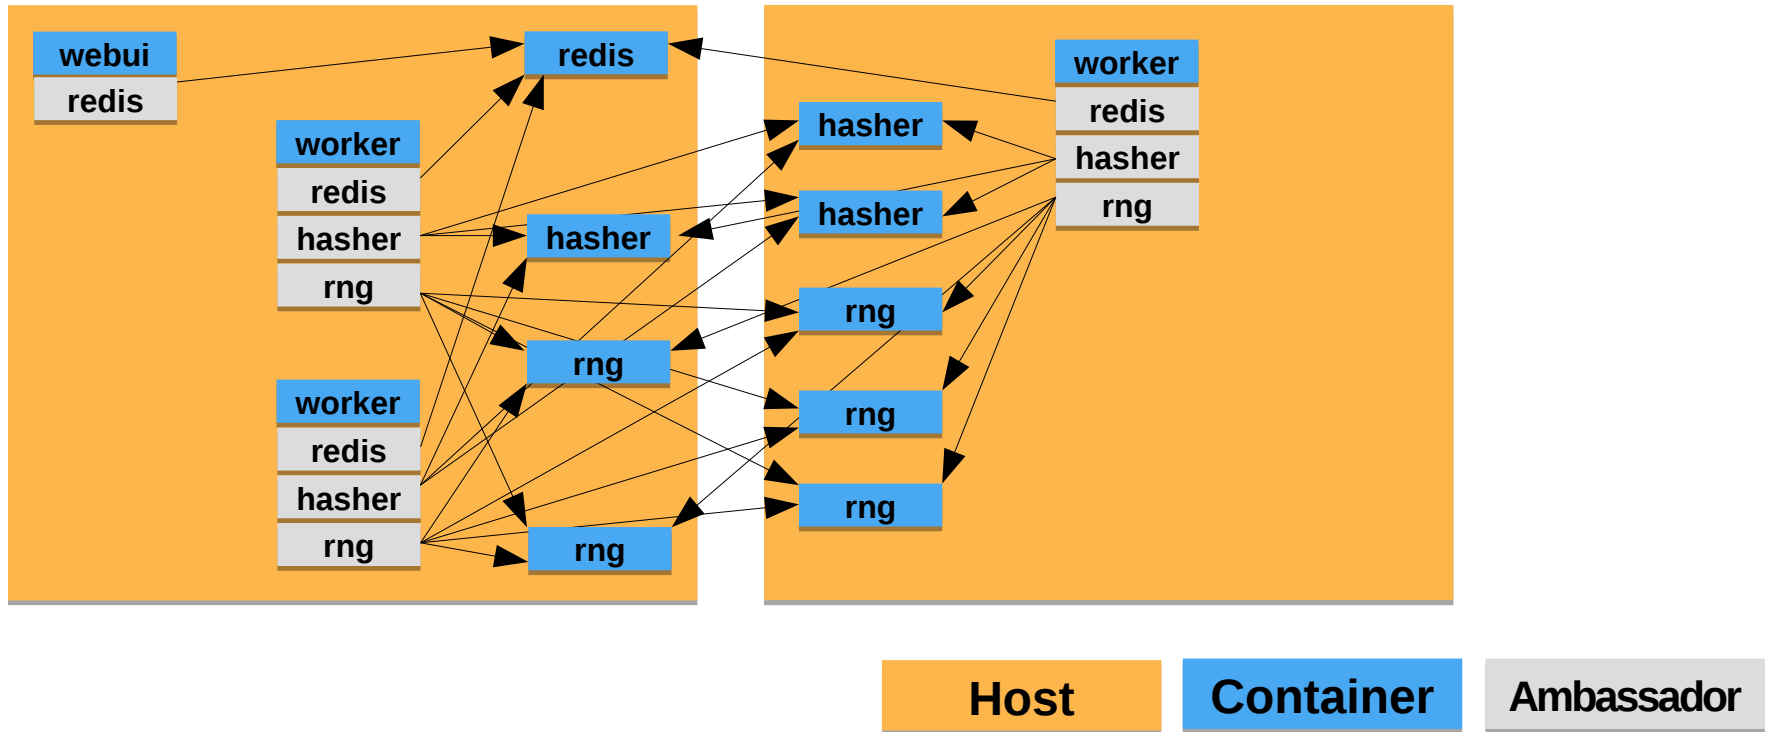 webui
redis
worker
redis
hasher
rng
worker
redis
hasher
rng
redis
hasher
rng
rng
hasher
hasher
rng
rng
rng
worker
redis
hasher
rng
Host
Container
Ambassador